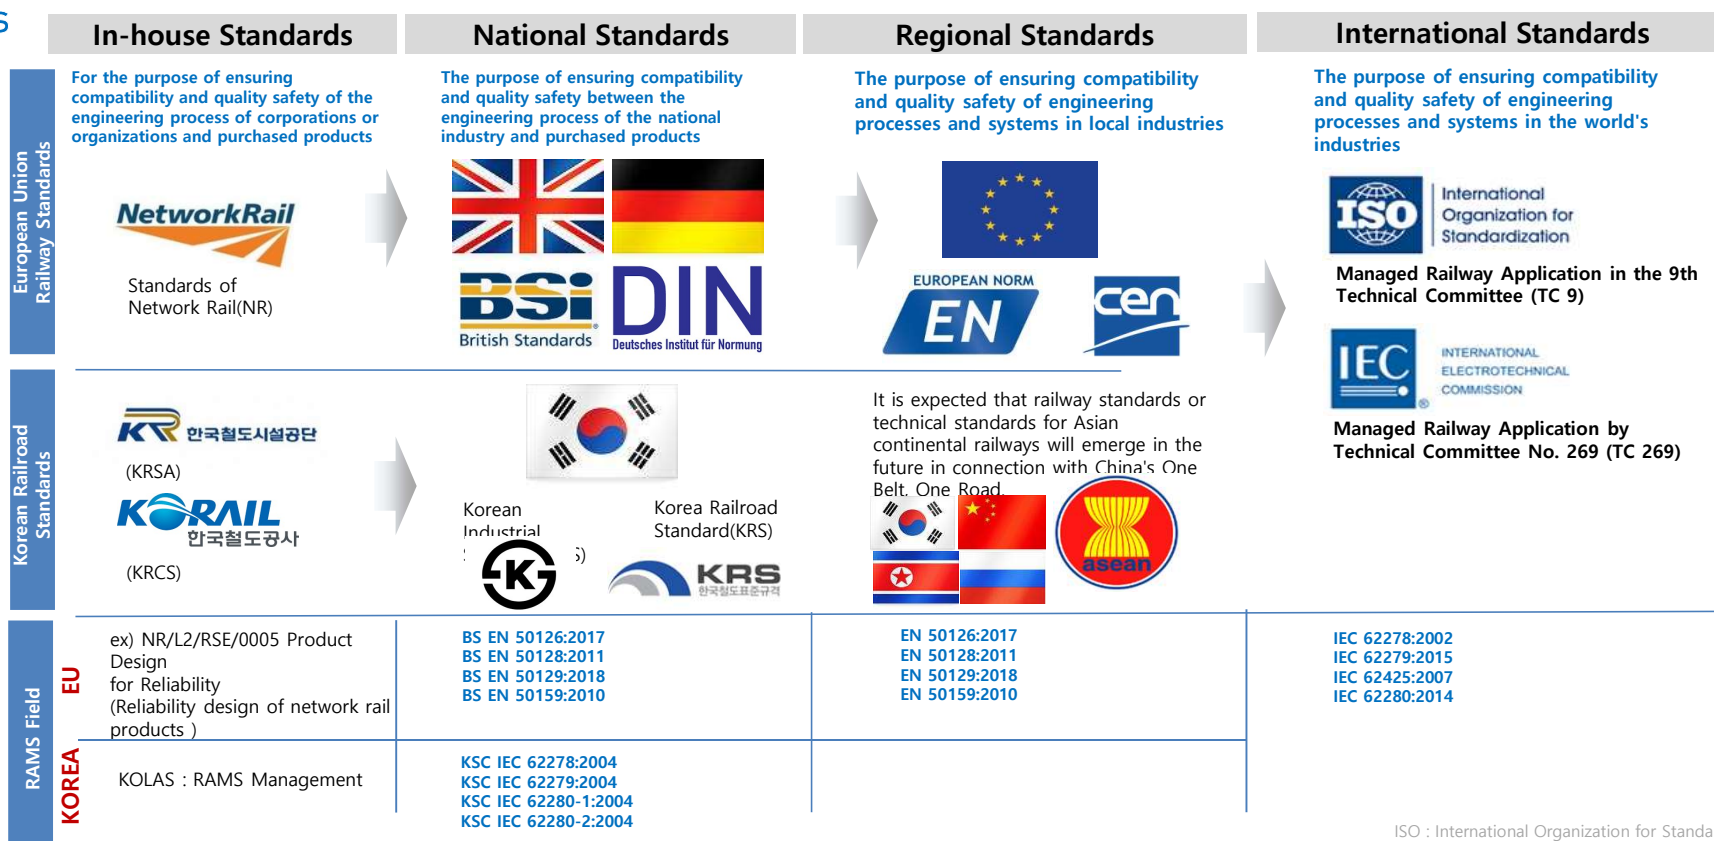 S
In-house Standards
National Standards
Regional Standards
International Standards
European Union
Railway Standards
For the purpose of ensuring
compatibility and quality safety of the
engineering process of corporations or
organizations and purchased products
The purpose of ensuring compatibility
and quality safety between the
engineering process of the national
industry and purchased products
The purpose of ensuring compatibility
and quality safety of engineering
processes and systems in local industries
The purpose of ensuring compatibility
and quality safety of engineering
processes and systems in the world's
industries
NetworkRail
Standards of
Network Rail(NR)
BSi
British Standards
DIN
Deutsches Institut für Normung
EUROPEAN NORM
EN
cen
ISO
International
Organization for
Standardization
Managed Railway Application in the 9th
Technical Committee (TC 9)
IEC
INTERNATIONAL
ELECTROTECHNICAL
COMMISSION
®
Managed Railway Application by
Technical Committee No. 269 (TC 269)
Korean Railroad
Standards
KR 한국철도시설공단
(KRSA)
KORAIL
한국철도공사
(KRCS)
Korean
Industrial
S)
K
Korea Railroad
Standard(KRS)
KRS
한국철도표준규격
It is expected that railway standards or
technical standards for Asian
continental railways will emerge in the
future in connection with China's One
Belt, One Road.
asean
RAMS Field
EU
ex) NR/L2/RSE/0005 Product
Design
for Reliability
(Reliability design of network rail
products )
BS EN 50126:2017
BS EN 50128:2011
BS EN 50129:2018
BS EN 50159:2010
EN 50126:2017
EN 50128:2011
EN 50129:2018
EN 50159:2010
IEC 62278:2002
IEC 62279:2015
IEC 62425:2007
IEC 62280:2014
KOREA
KOLAS : RAMS Management
KSC IEC 62278:2004
KSC IEC 62279:2004
KSC IEC 62280-1:2004
KSC IEC 62280-2:2004
ISO : International Organization for Standa